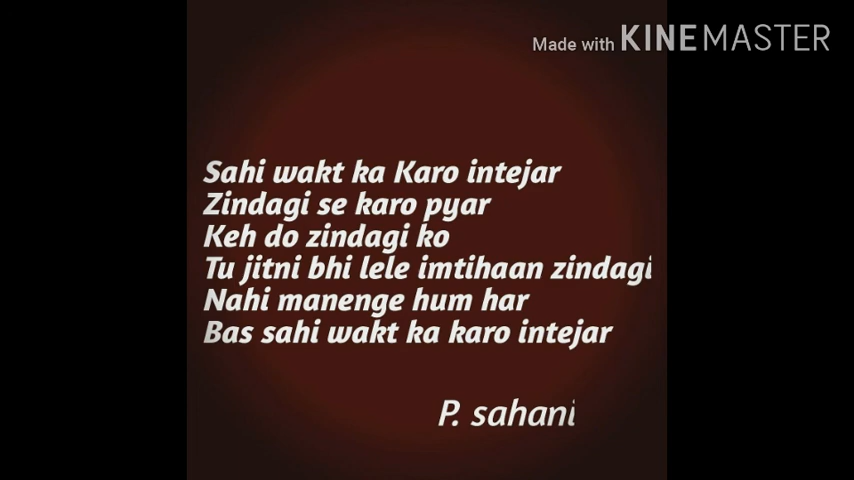 Made with KINEMASTER
Sahi wakt ka Karo intejar
Zindagi se karo pyar
Keh do zindagi ko
Tu jitni bhi lele imtihaan zindagi
Nahi manenge hum har
Bas sahi wakt ka karo intejar
P. sahani